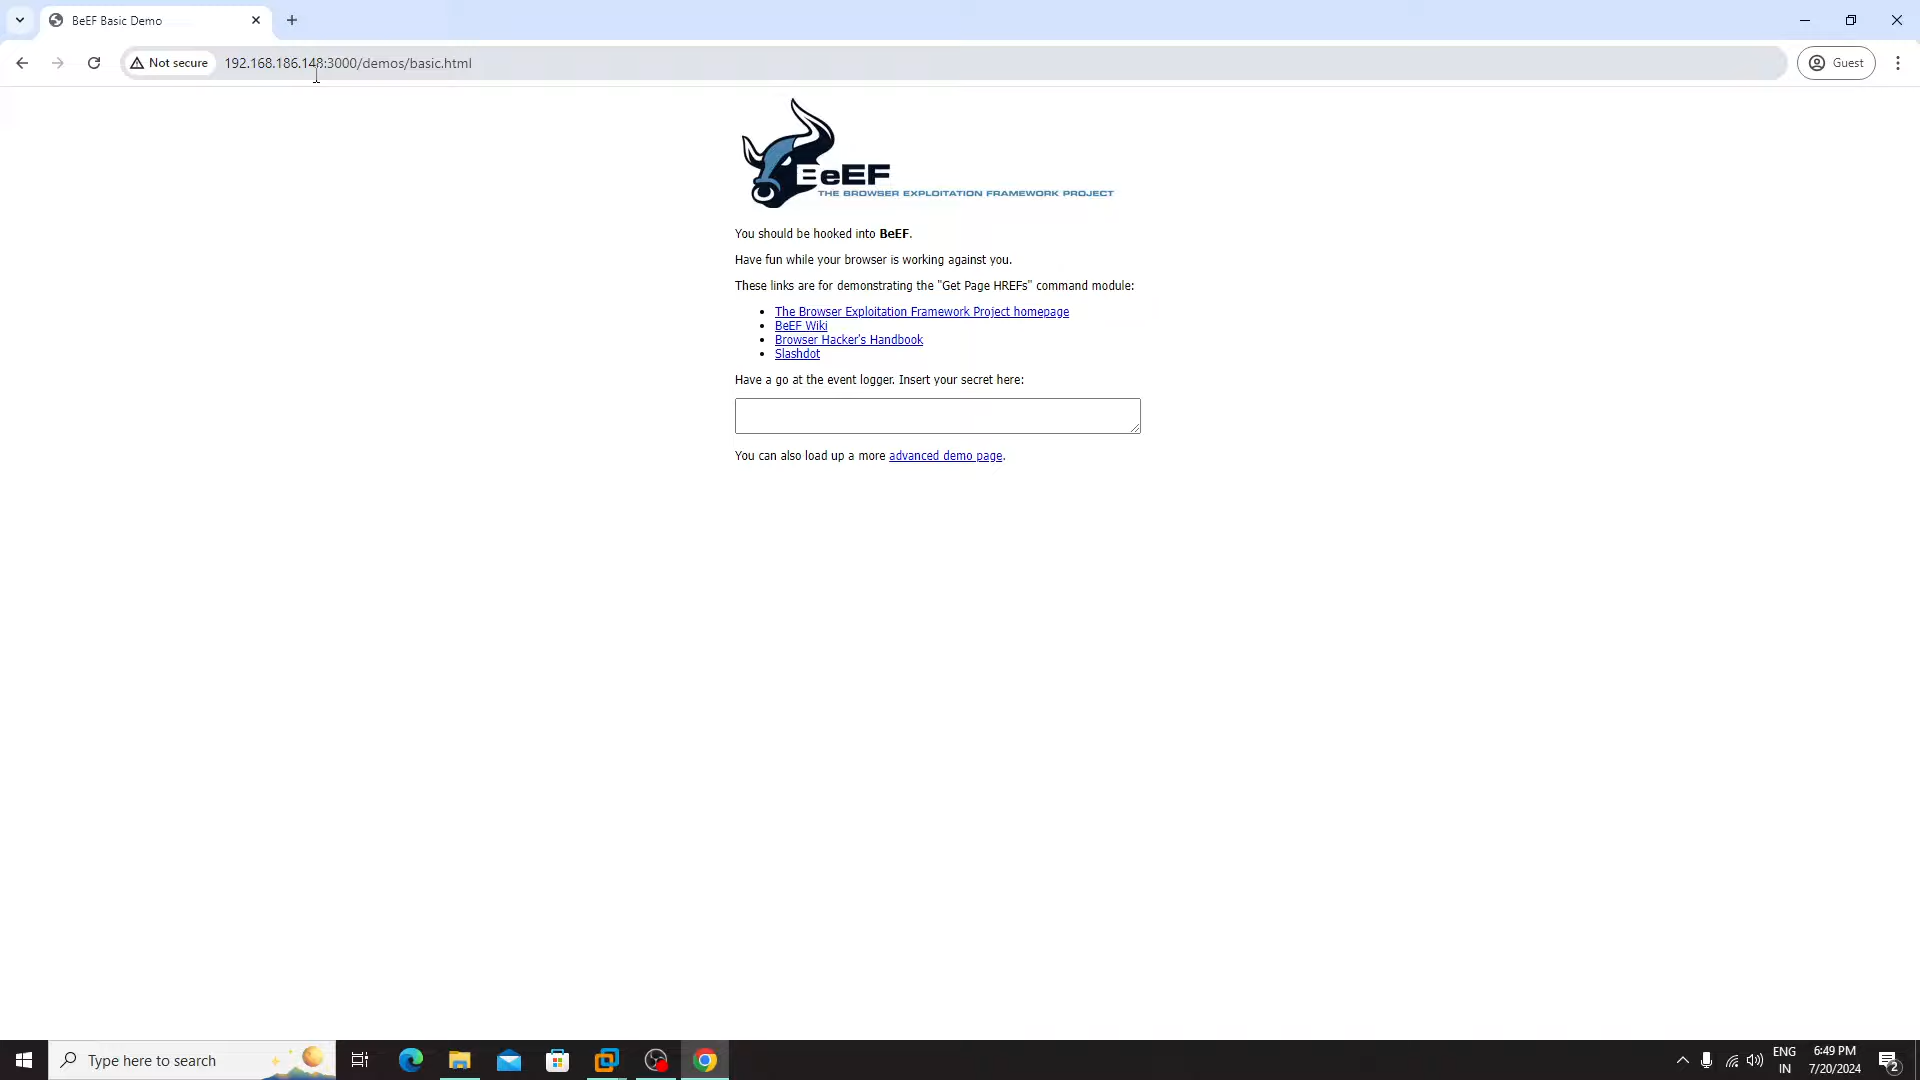 BeEF Basic Demo
Not secure
192.168.186.148:3000/demos/basic.html
Guest
BeEF
THE BROWSER EXPLOITATION FRAMEWORK PROJECT
You should be hooked into BeEF.
Have fun while your browser is working against you.
These links are for demonstrating the "Get Page HREFs" command module:
The Browser Exploitation Framework Project homepage
BeEF Wiki
Browser Hacker's Handbook
Slashdot
Have a go at the event logger. Insert your secret here:
You can also load up a more advanced demo page.
Type here to search
ENG
IN
6:49 PM
7/20/2024
2